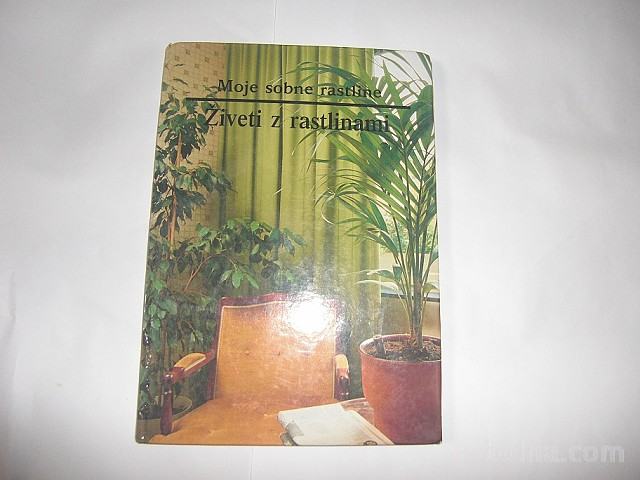 Moje sobne rastline
Živeti z rastlinami